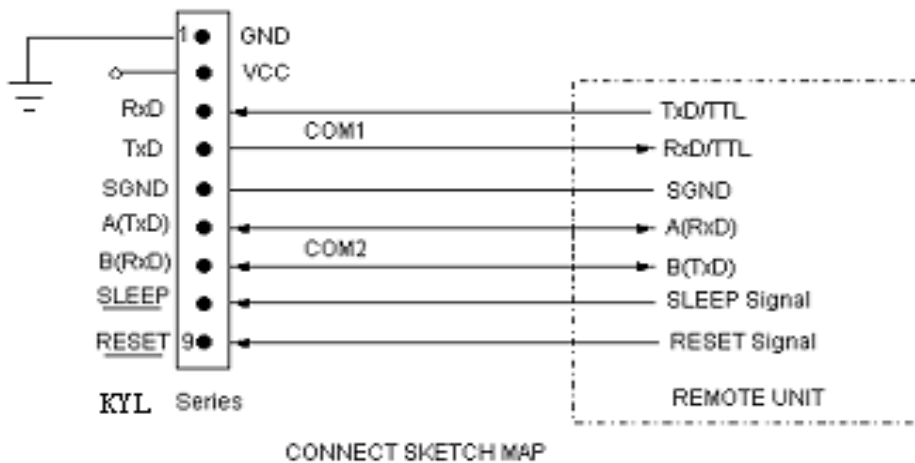 1 GND
VCC
RxD TxD/TTL
COM1
TxD RxD/TTL
SGND SGND
A(TxD) A(RxD)
COM2
B(RxD) B(TxD)
SLEEP SLEEP Signal
RESET 9 RESET Signal
KYL Series REMOTE UNIT
CONNECT SKETCH MAP